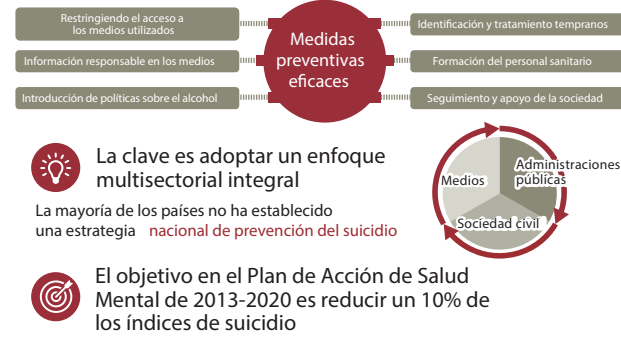 Restringiendo el acceso a
los medios utilizados
Información responsable en los medios
Introducción de políticas sobre el alcohol
Medidas
preventivas
eficaces
Identificación y tratamiento tempranos
Formación del personal sanitario
Seguimiento y apoyo de la sociedad
La clave es adoptar un enfoque
multisectorial integral
La mayoría de los países no ha establecido
una estrategia nacional de prevención del suicidio
Medios
Administraciones
públicas
Sociedad civil
El objetivo en el Plan de Acción de Salud
Mental de 2013-2020 es reducir un 10% de
los índices de suicidio